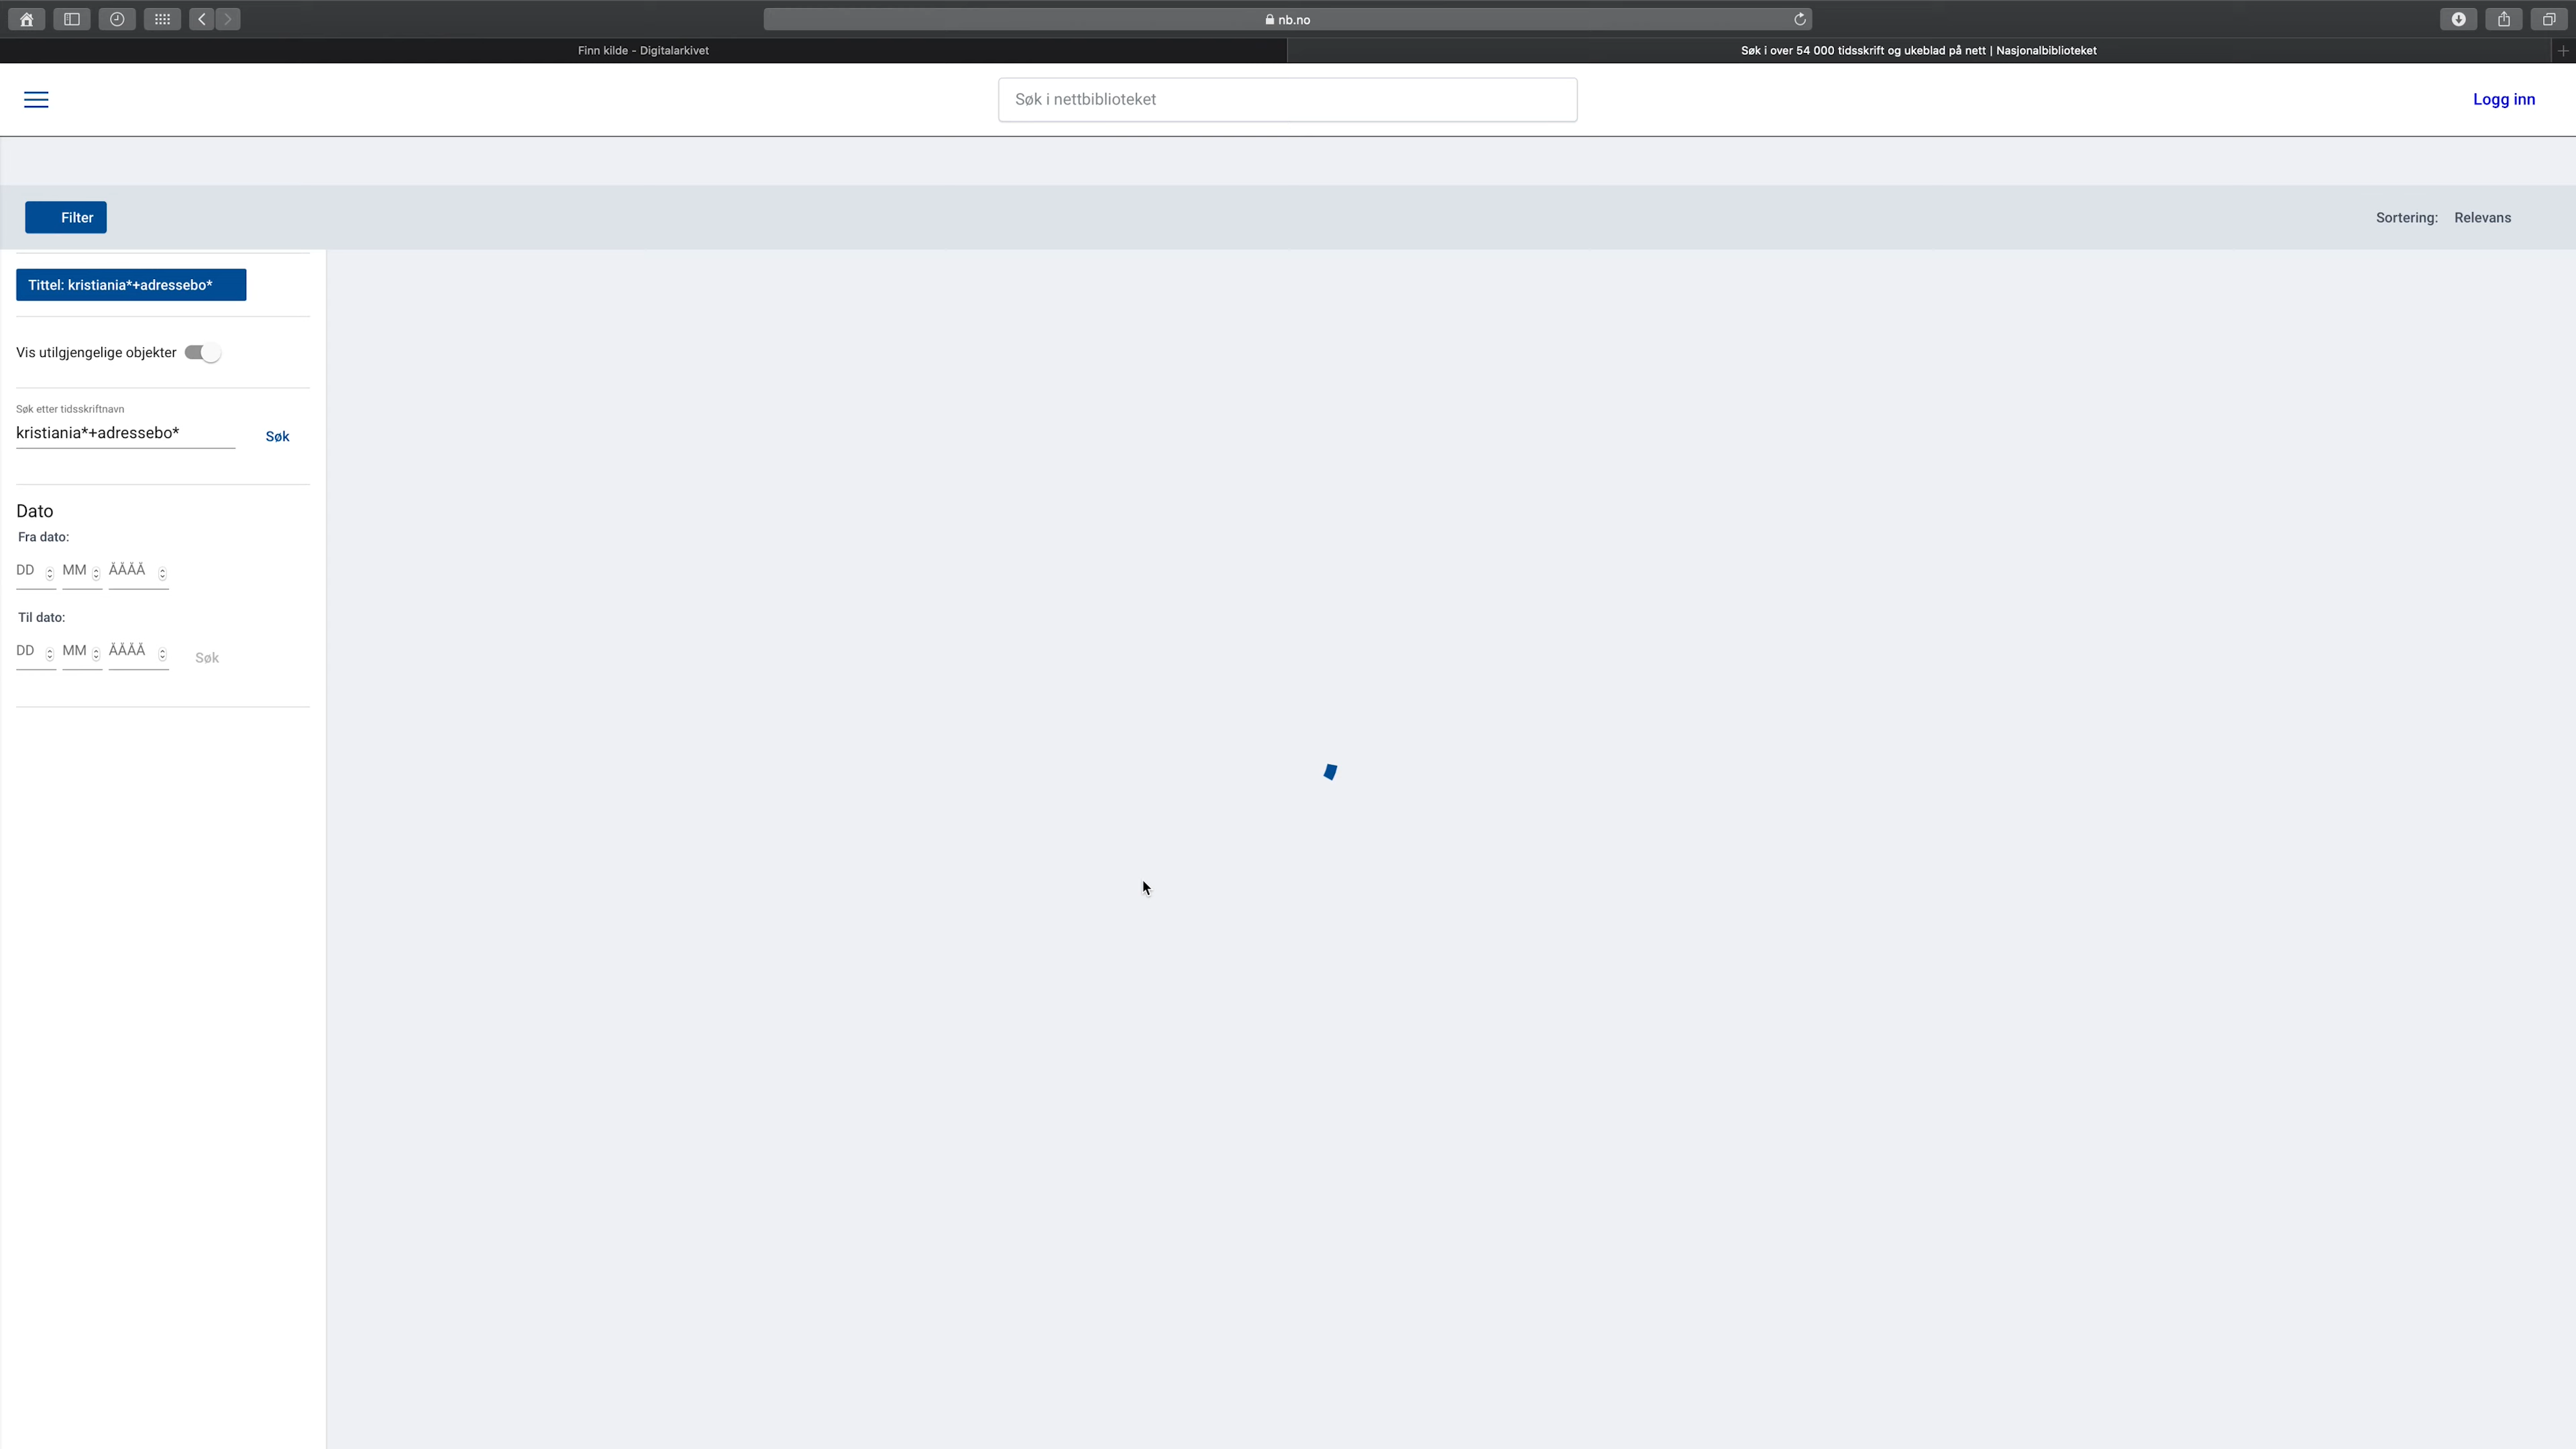 nb.no
Finn kilde - Digitalarkivet
Søk i over 54 000 tidsskrift og ukeblad på nett | Nasjonalbiblioteket
Søk i nettbiblioteket
Logg inn
Filter
Sortering: Relevans
Tittel: kristiania*+adressebo*
Vis utilgjengelige objekter
Søk etter tidsskriftnavn
kristiania*+adressebo*
Søk
Dato
Fra dato:
DD MM ÅÅÅÅ
Til dato:
DD MM ÅÅÅÅ
Søk